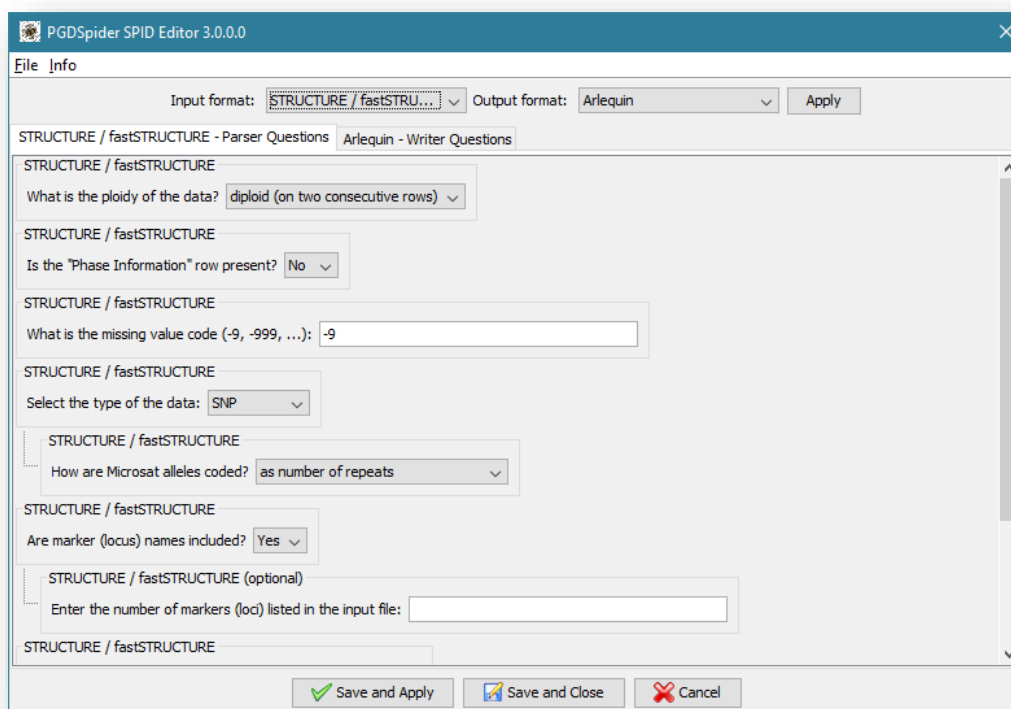 PGDSpider SPID Editor 3.0.0.0
File Info
Input format: STRUCTURE / fastSTRU... Output format: Arlequin Apply
STRUCTURE / fastSTRUCTURE - Parser Questions Arlequin - Writer Questions
STRUCTURE / fastSTRUCTURE
What is the ploidy of the data? diploid (on two consecutive rows)
STRUCTURE / fastSTRUCTURE
Is the "Phase Information" row present? No
STRUCTURE / fastSTRUCTURE
What is the missing value code (-9, -999, ...): -9
STRUCTURE / fastSTRUCTURE
Select the type of the data: SNP
STRUCTURE / fastSTRUCTURE
How are Microsat alleles coded? as number of repeats
STRUCTURE / fastSTRUCTURE
Are marker (locus) names included? Yes
STRUCTURE / fastSTRUCTURE (optional)
Enter the number of markers (loci) listed in the input file:
STRUCTURE / fastSTRUCTURE
Save and Apply Save and Close Cancel